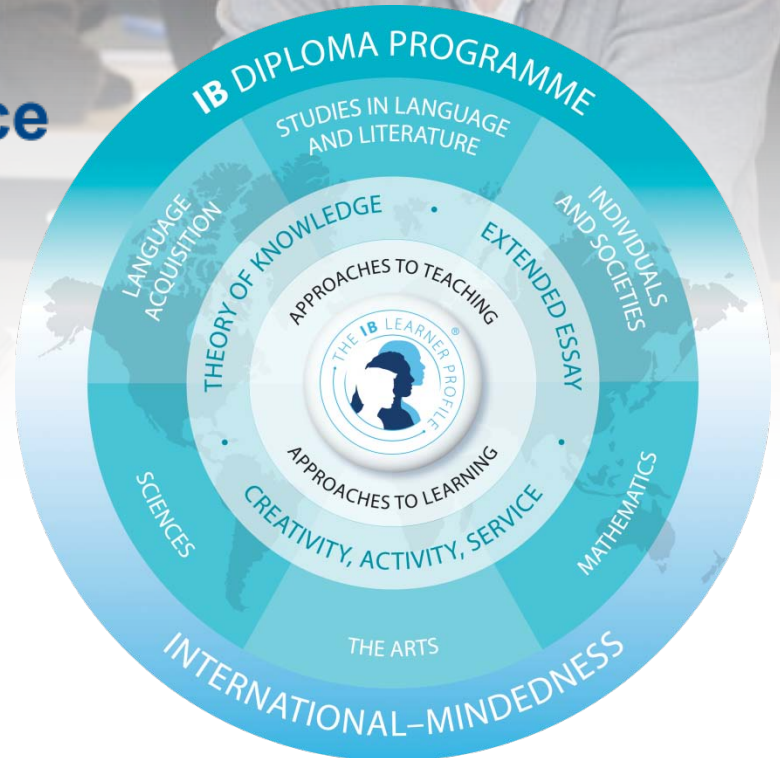 ce
IB DIPLOMA PROGRAMME
STUDIES IN LANGUAGE
AND LITERATURE
LANGUAGE
ACQUISITION
INDIVIDUALS
AND SOCIETIES
THEORY OF KNOWLEDGE
•
EXTENDED ESSAY
APPROACHES TO TEACHING
THE IB LEARNER PROFILE ®
APPROACHES TO LEARNING
•
•
CREATIVITY, ACTIVITY, SERVICE
SCIENCES
MATHEMATICS
THE ARTS
INTERNATIONAL–MINDEDNESS